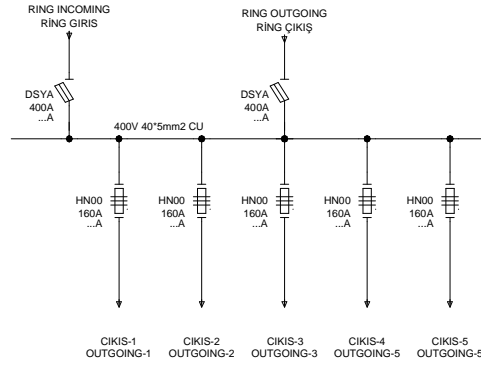 RING INCOMING
RİNG GIRIS
RING OUTGOING
RİNG ÇIKIŞ
DSYA
400A
...A
DSYA
400A
...A
400V 40*5mm2 CU
HN00
160A
...A
HN00
160A
...A
HN00
160A
...A
HN00
160A
...A
HN00
160A
...A
CIKIS-1
OUTGOING-1
CIKIS-2
OUTGOING-2
CIKIS-3
OUTGOING-3
CIKIS-4
OUTGOING-5
CIKIS-5
OUTGOING-5